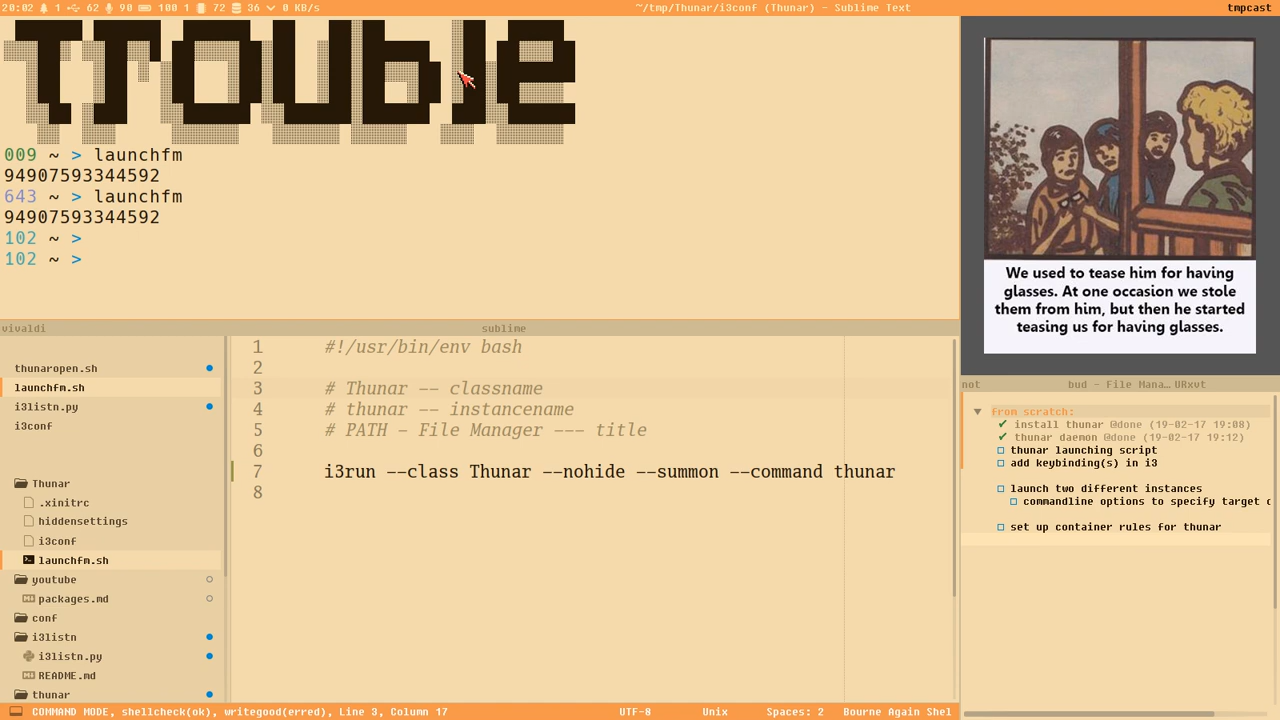 20:02 1 62 90 100 1 72 36 0 KB/s
~/tmp/Thunar/i3conf (Thunar) - Sublime Text
tmpcast
Trouble
009 ~ > launchfm
94907593344592
643 ~ > launchfm
94907593344592
102 ~ >
102 ~ >
We used to tease him for having
glasses. At one occasion we stole
them from him, but then he started
teasing us for having glasses.
vivaldi
sublime
thunaropen.sh
launchfm.sh
i3listn.py
i3conf
Thunar
.xinitrc
hiddensettings
i3conf
launchfm.sh
youtube
packages.md
conf
i3listn
i3listn.py
README.md
thunar
1 #!/usr/bin/env bash
2
3 # Thunar -- classname
4 # thunar -- instancename
5 # PATH - File Manager --- title
6
7 i3run --class Thunar --nohide --summon --command thunar
8
not
bud - File Mana… URxvt
from scratch:
✔ install thunar @done (19-02-17 19:08)
✔ thunar daemon @done (19-02-17 19:12)
thunar launching script
add keybinding(s) in i3
launch two different instances
commandline options to specify target
set up container rules for thunar
COMMAND MODE, shellcheck(ok), writegood(erred), Line 3, Column 17
UTF-8
Unix
Spaces: 2
Bourne Again Shel